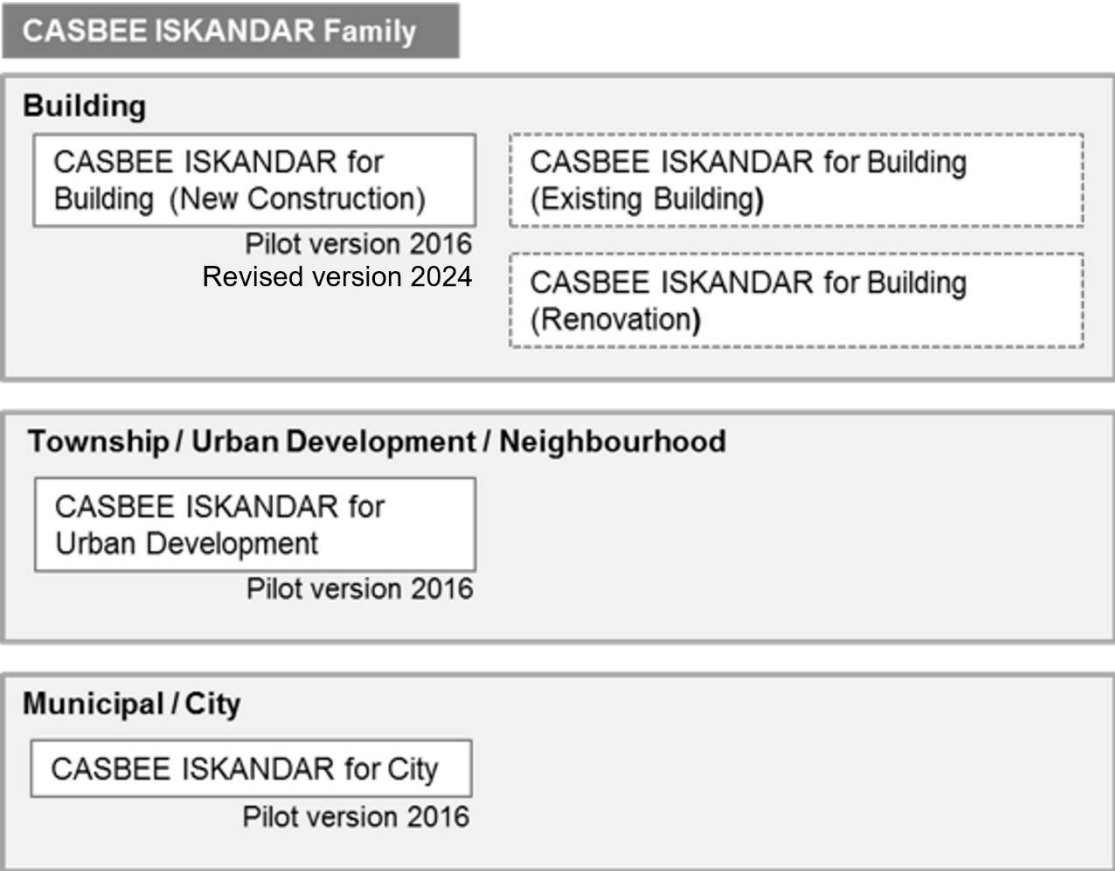 CASBEE ISKANDAR Family
Building
CASBEE ISKANDAR for
Building (New Construction)
Pilot version 2016
Revised version 2024
CASBEE ISKANDAR for Building
(Existing Building)
CASBEE ISKANDAR for Building
(Renovation)
Township / Urban Development / Neighbourhood
CASBEE ISKANDAR for
Urban Development
Pilot version 2016
Municipal / City
CASBEE ISKANDAR for City
Pilot version 2016